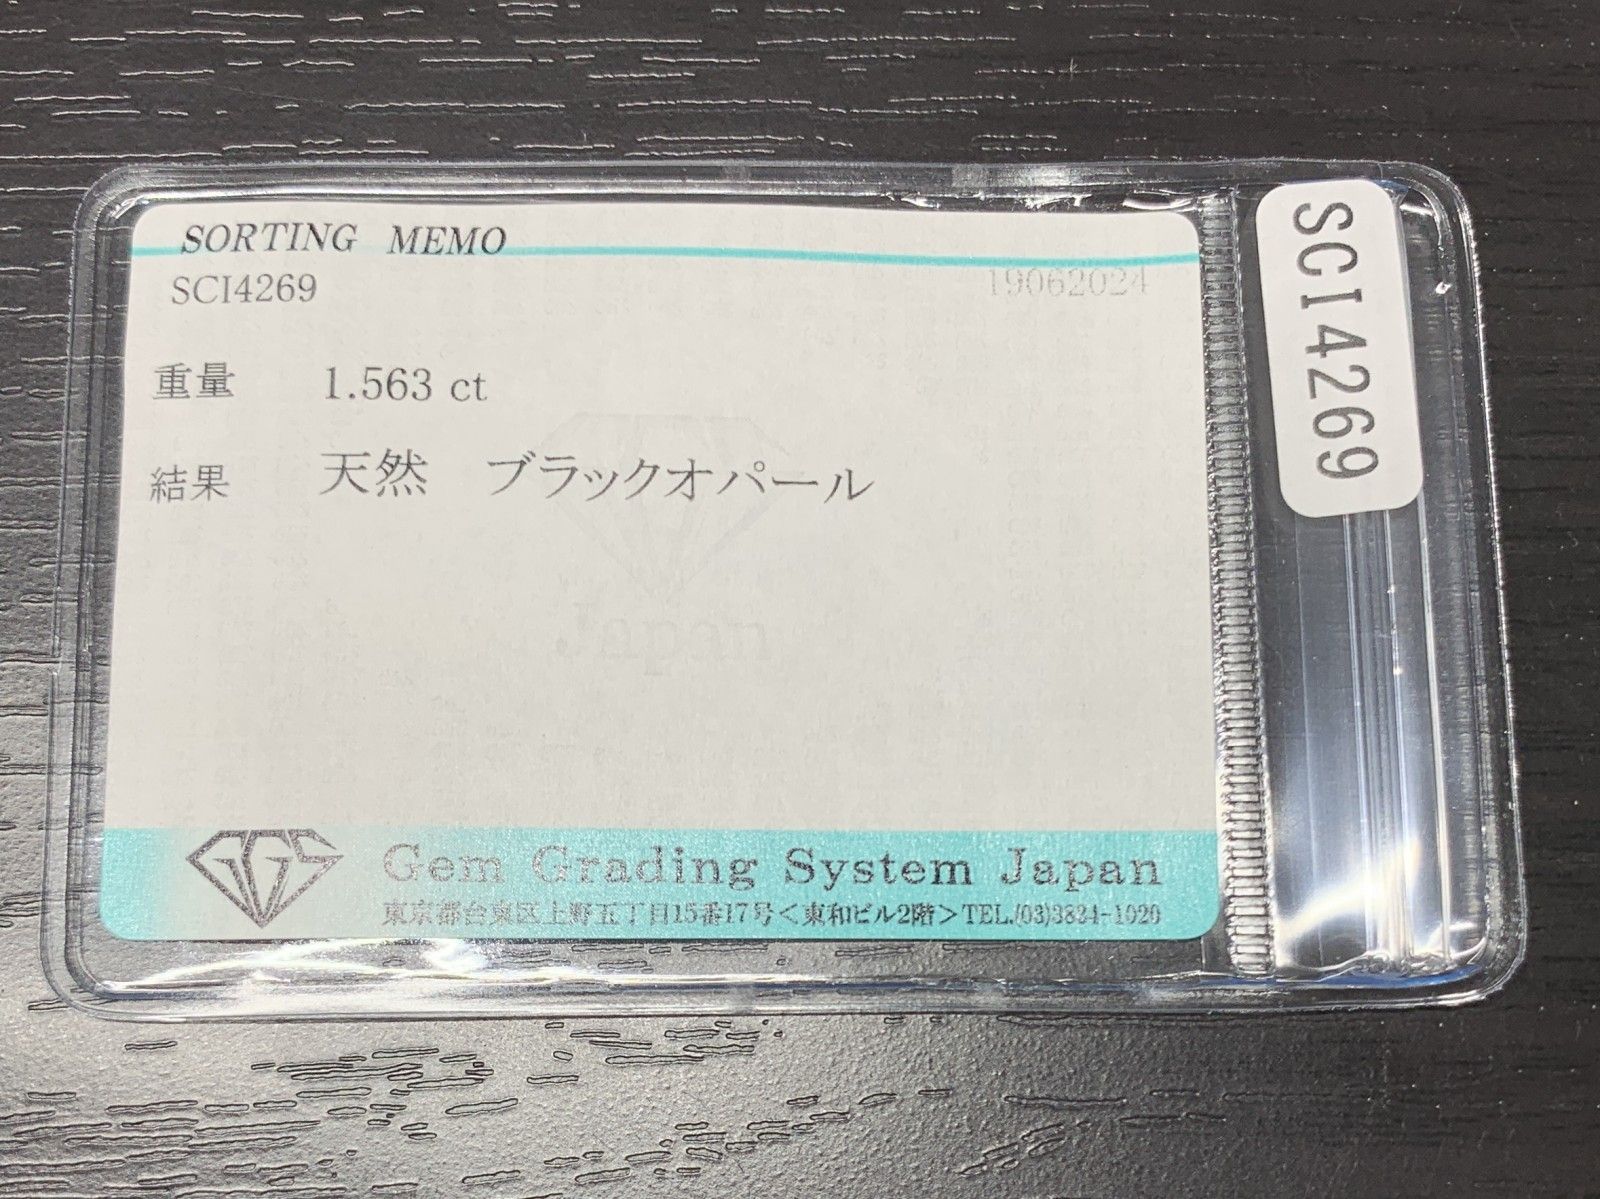 SORTING MEMO
SCI4269
19062024
重量 1.563 ct
結果 天然 ブラックオパール
Japan
GGS
Gem Grading System Japan
東京都台東区上野五丁目15番17号＜東和ビル2階＞TEL.(03)3834-1020
SCI4269